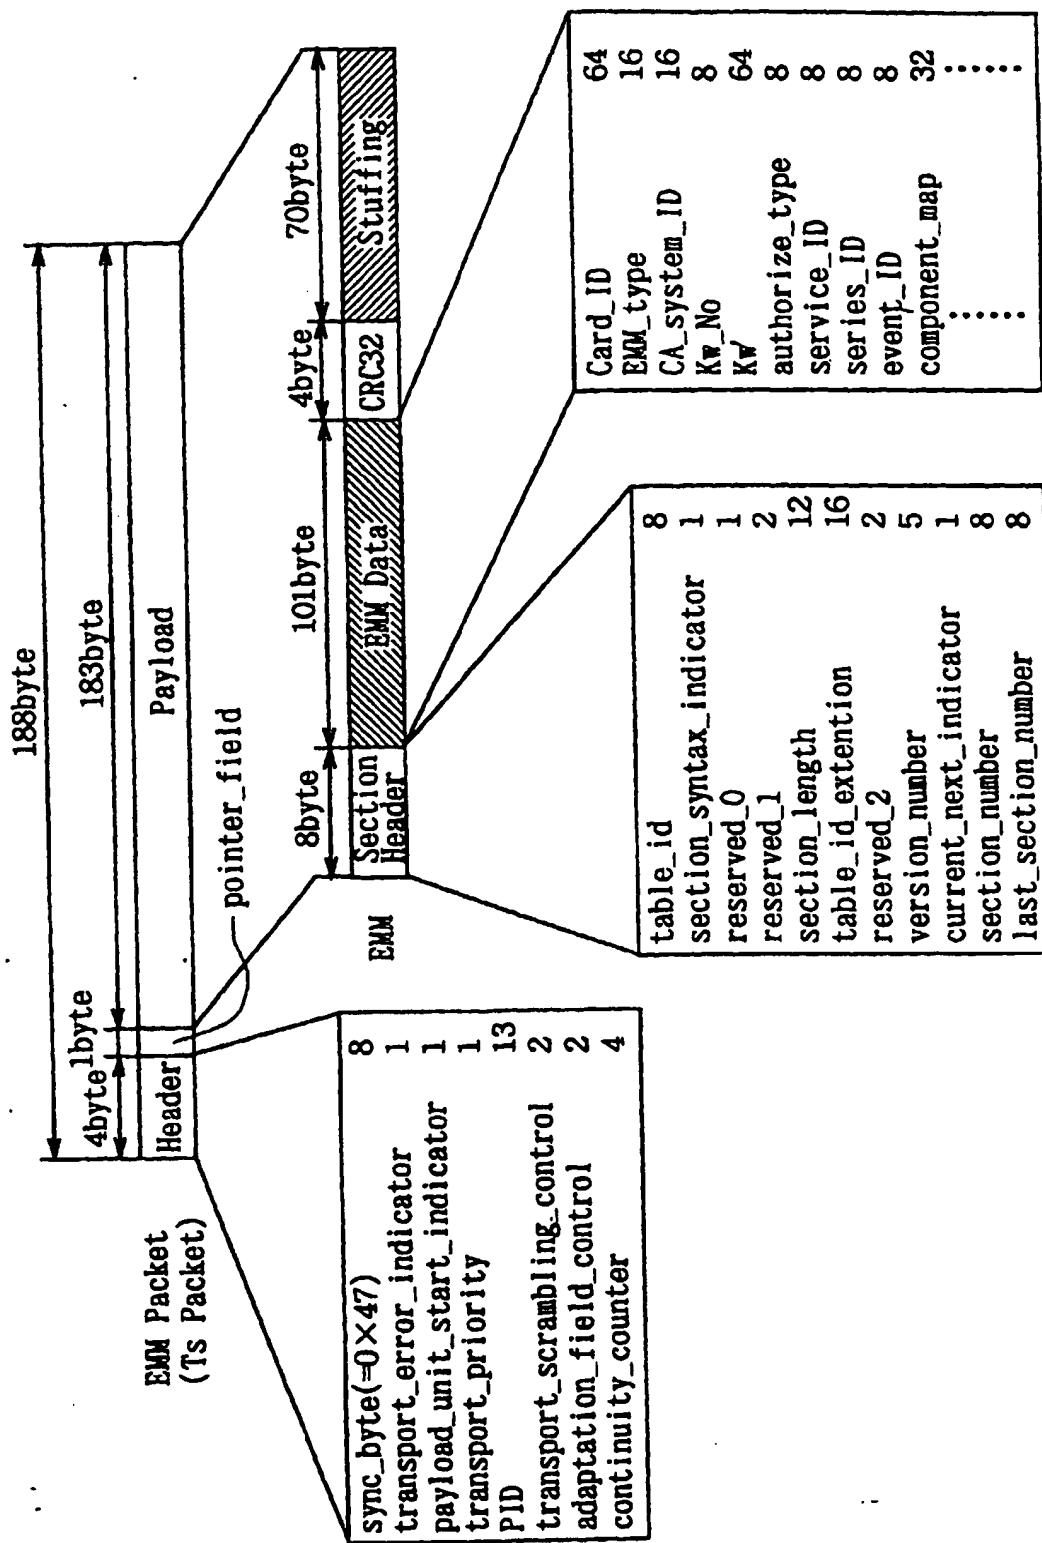 188byte
4byte
1byte
183byte
EMM Packet
(Ts Packet)
Header
Payload
pointer_field
8byte
101byte
4byte
70byte
EMM
Section
Header
EMM Data
CRC32
Stuffing
sync_byte(=0×47) 8
transport_error_indicator 1
payload_unit_start_indicator 1
transport_priority 1
PID 13
transport_scrambling_control 2
adaptation_field_control 2
continuity_counter 4
table_id 8
section_syntax_indicator 1
reserved_0 1
reserved_1 2
section_length 12
table_id_extention 16
reserved_2 2
version_number 5
current_next_indicator 1
section_number 8
last_section_number 8
Card_ID 64
EMM_type 16
CA_system_ID 16
Kw_No 8
Kw' 64
authorize_type 8
service_ID 8
series_ID 8
event_ID 8
component_map 32